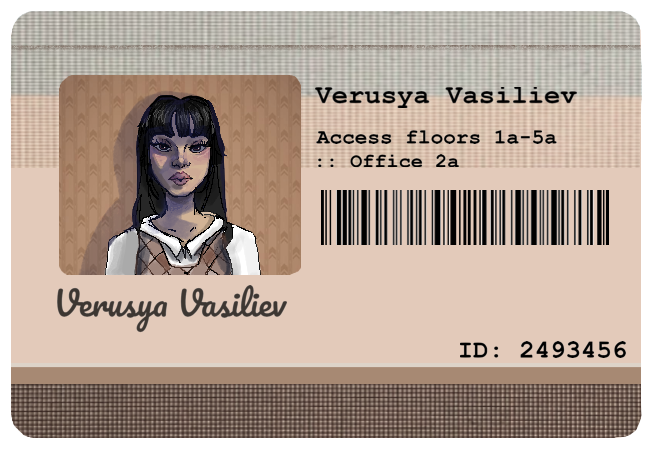 Verusya Vasiliev
Access floors 1a-5a
:: Office 2a
Verusya Vasiliev
ID: 2493456